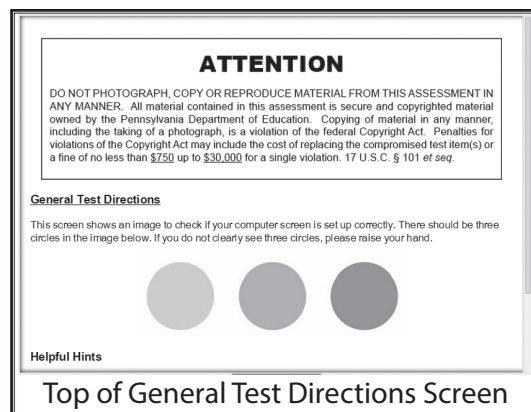 ATTENTION
DO NOT PHOTOGRAPH, COPY OR REPRODUCE MATERIAL FROM THIS ASSESSMENT IN
ANY MANNER. All material contained in this assessment is secure and copyrighted material
owned by the Pennsylvania Department of Education. Copying of material in any manner,
including the taking of a photograph, is a violation of the federal Copyright Act. Penalties for
violations of the Copyright Act may include the cost of replacing the compromised test item(s) or
a fine of no less than $750 up to $30,000 for a single violation. 17 U.S.C. § 101 et seq.
General Test Directions
This screen shows an image to check if your computer screen is set up correctly. There should be three
circles in the image below. If you do not clearly see three circles, please raise your hand.
Helpful Hints
Top of General Test Directions Screen